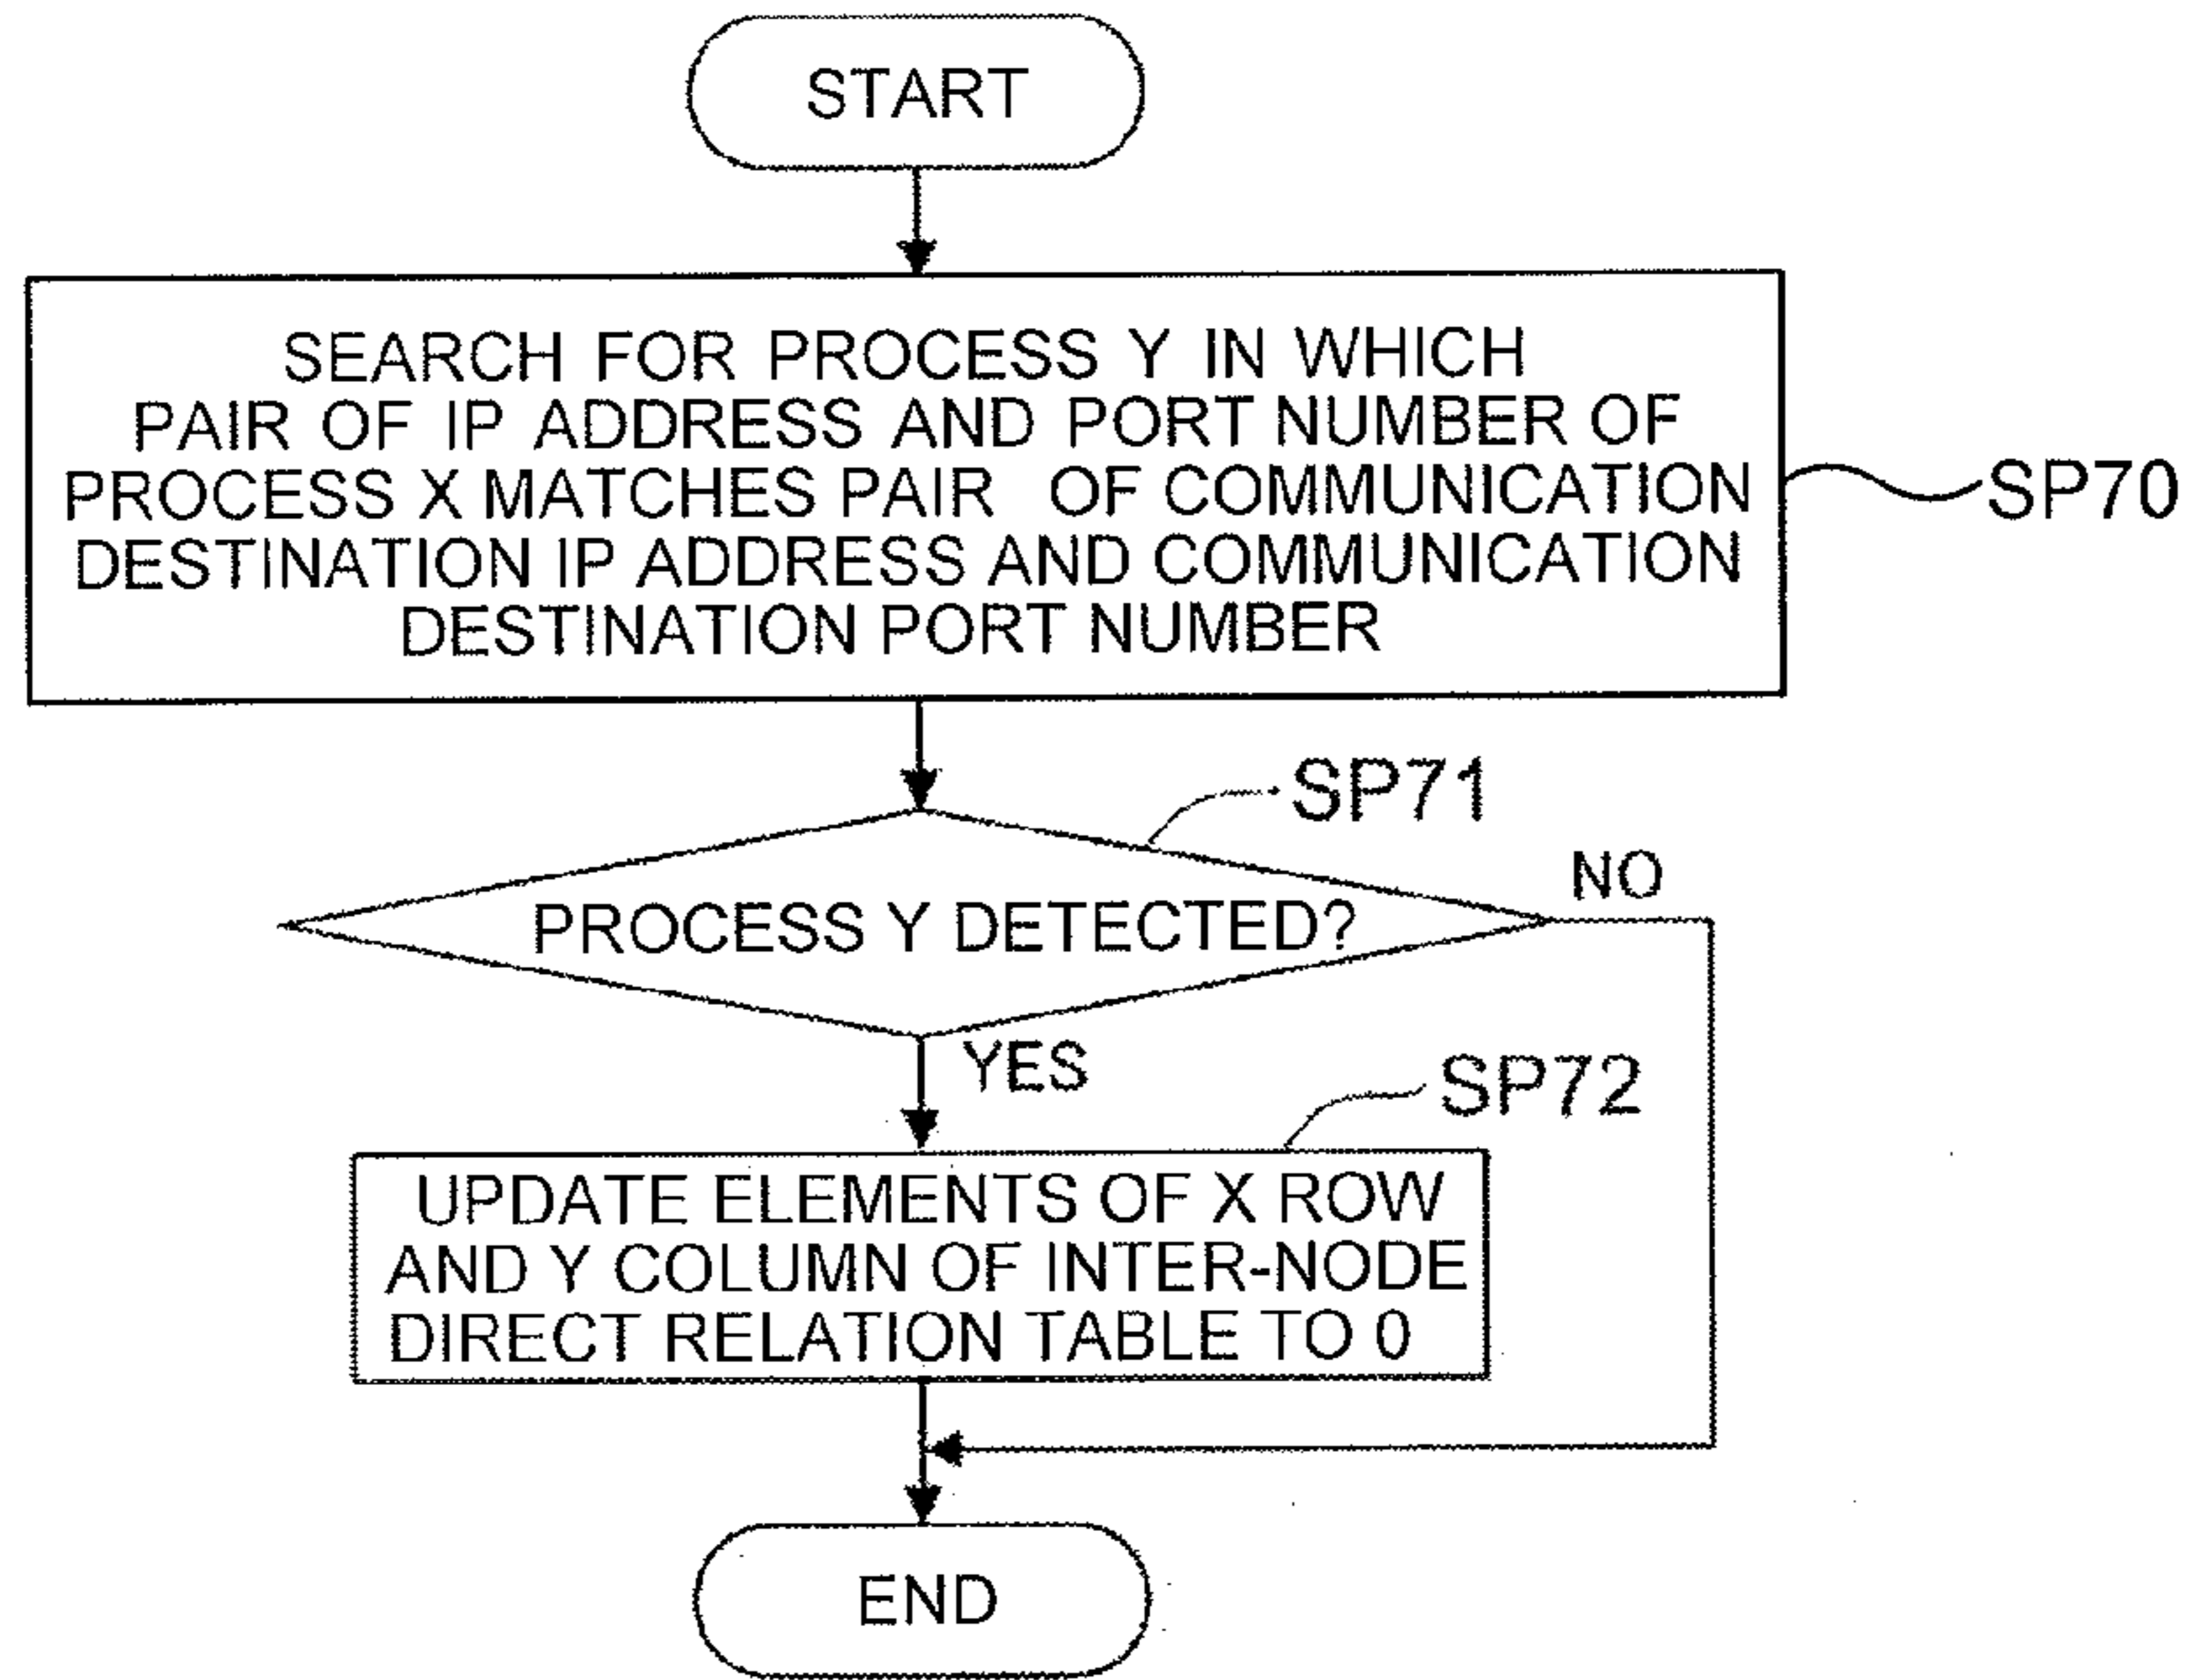 START
SEARCH FOR PROCESS Y IN WHICH
PAIR OF IP ADDRESS AND PORT NUMBER OF
PROCESS X MATCHES PAIR OF COMMUNICATION
DESTINATION IP ADDRESS AND COMMUNICATION
DESTINATION PORT NUMBER
SP70
SP71
PROCESS Y DETECTED?
NO
YES
SP72
UPDATE ELEMENTS OF X ROW
AND Y COLUMN OF INTER-NODE
DIRECT RELATION TABLE TO 0
END